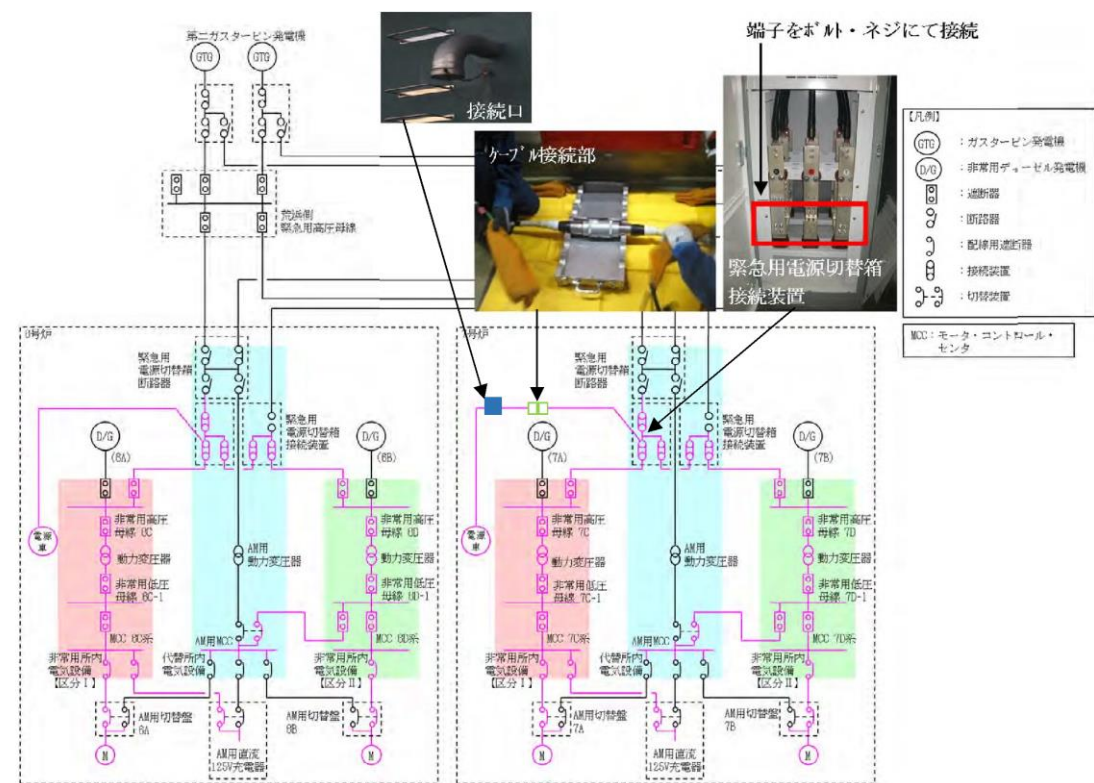 第二ガスタービン発電機
GTG
GTG
接続口
端子をボルト・ネジにて接続
ケーブル接続部
緊急用電源切替箱
接続装置
【凡例】
GTG :ガスタービン発電機
D/G :非常用ディーゼル発電機
:遮断器
:断路器
:配線用遮断器
:接続装置
:切替装置
MCC:モータ・コントロール・
センタ
荒浜側
緊急用高圧母線
6号炉
緊急用
電源切替箱
断路器
緊急用
電源切替箱
接続装置
D/G
(6A)
D/G
(6B)
電源
車
非常用高圧
母線 6C
動力変圧器
非常用低圧
母線 6C-1
MCC 6C系
AM用
動力変圧器
AM用MCC
非常用高圧
母線 6D
動力変圧器
非常用低圧
母線 6D-1
MCC 6D系
非常用所内
電気設備
【区分Ⅰ】
代替所内
電気設備
非常用所内
電気設備
【区分Ⅱ】
AM用切替盤
6A
AM用切替盤
6B
M
AM用直流
125V充電器
M
7号炉
緊急用
電源切替箱
断路器
緊急用
電源切替箱
接続装置
D/G
(7A)
D/G
(7B)
電源
車
非常用高圧
母線 7C
動力変圧器
非常用低圧
母線 7C-1
MCC 7C系
AM用
動力変圧器
AM用MCC
非常用高圧
母線 7D
動力変圧器
非常用低圧
母線 7D-1
MCC 7D系
非常用所内
電気設備
【区分Ⅰ】
代替所内
電気設備
非常用所内
電気設備
【区分Ⅱ】
AM用切替盤
7A
AM用切替盤
7B
M
AM用直流
125V充電器
M